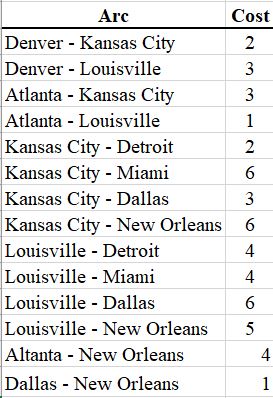 Arc Cost
Denver - Kansas City 2
Denver - Louisville 3
Atlanta - Kansas City 3
Atlanta - Louisville 1
Kansas City - Detroit 2
Kansas City - Miami 6
Kansas City - Dallas 3
Kansas City - New Orleans 6
Louisville - Detroit 4
Louisville - Miami 4
Louisville - Dallas 6
Louisville - New Orleans 5
Altanta - New Orleans 4
Dallas - New Orleans 1